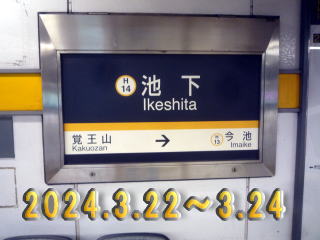 H
14
池下
Ikeshita
覚王山
Kakuozan
→
H
13
今池
Imaike
2024.3.22～3.24